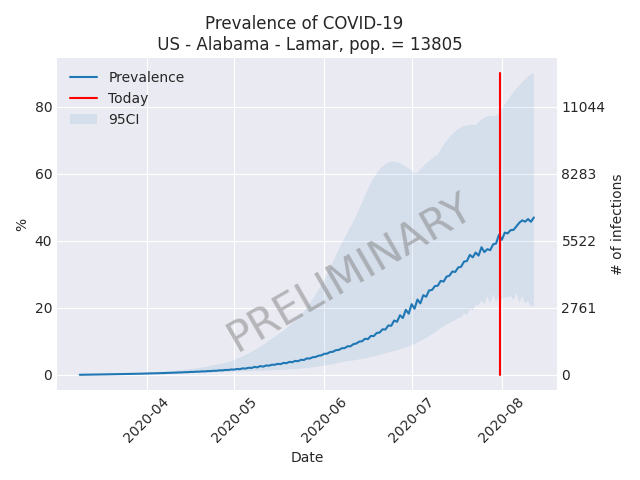 Prevalence of COVID-19
US - Alabama - Lamar, pop. = 13805
Prevalence
Today
95CI
PRELIMINARY
%
80
60
40
20
0
11044
8283
5522
2761
0
# of infections
2020-04
2020-05
2020-06
2020-07
2020-08
Date